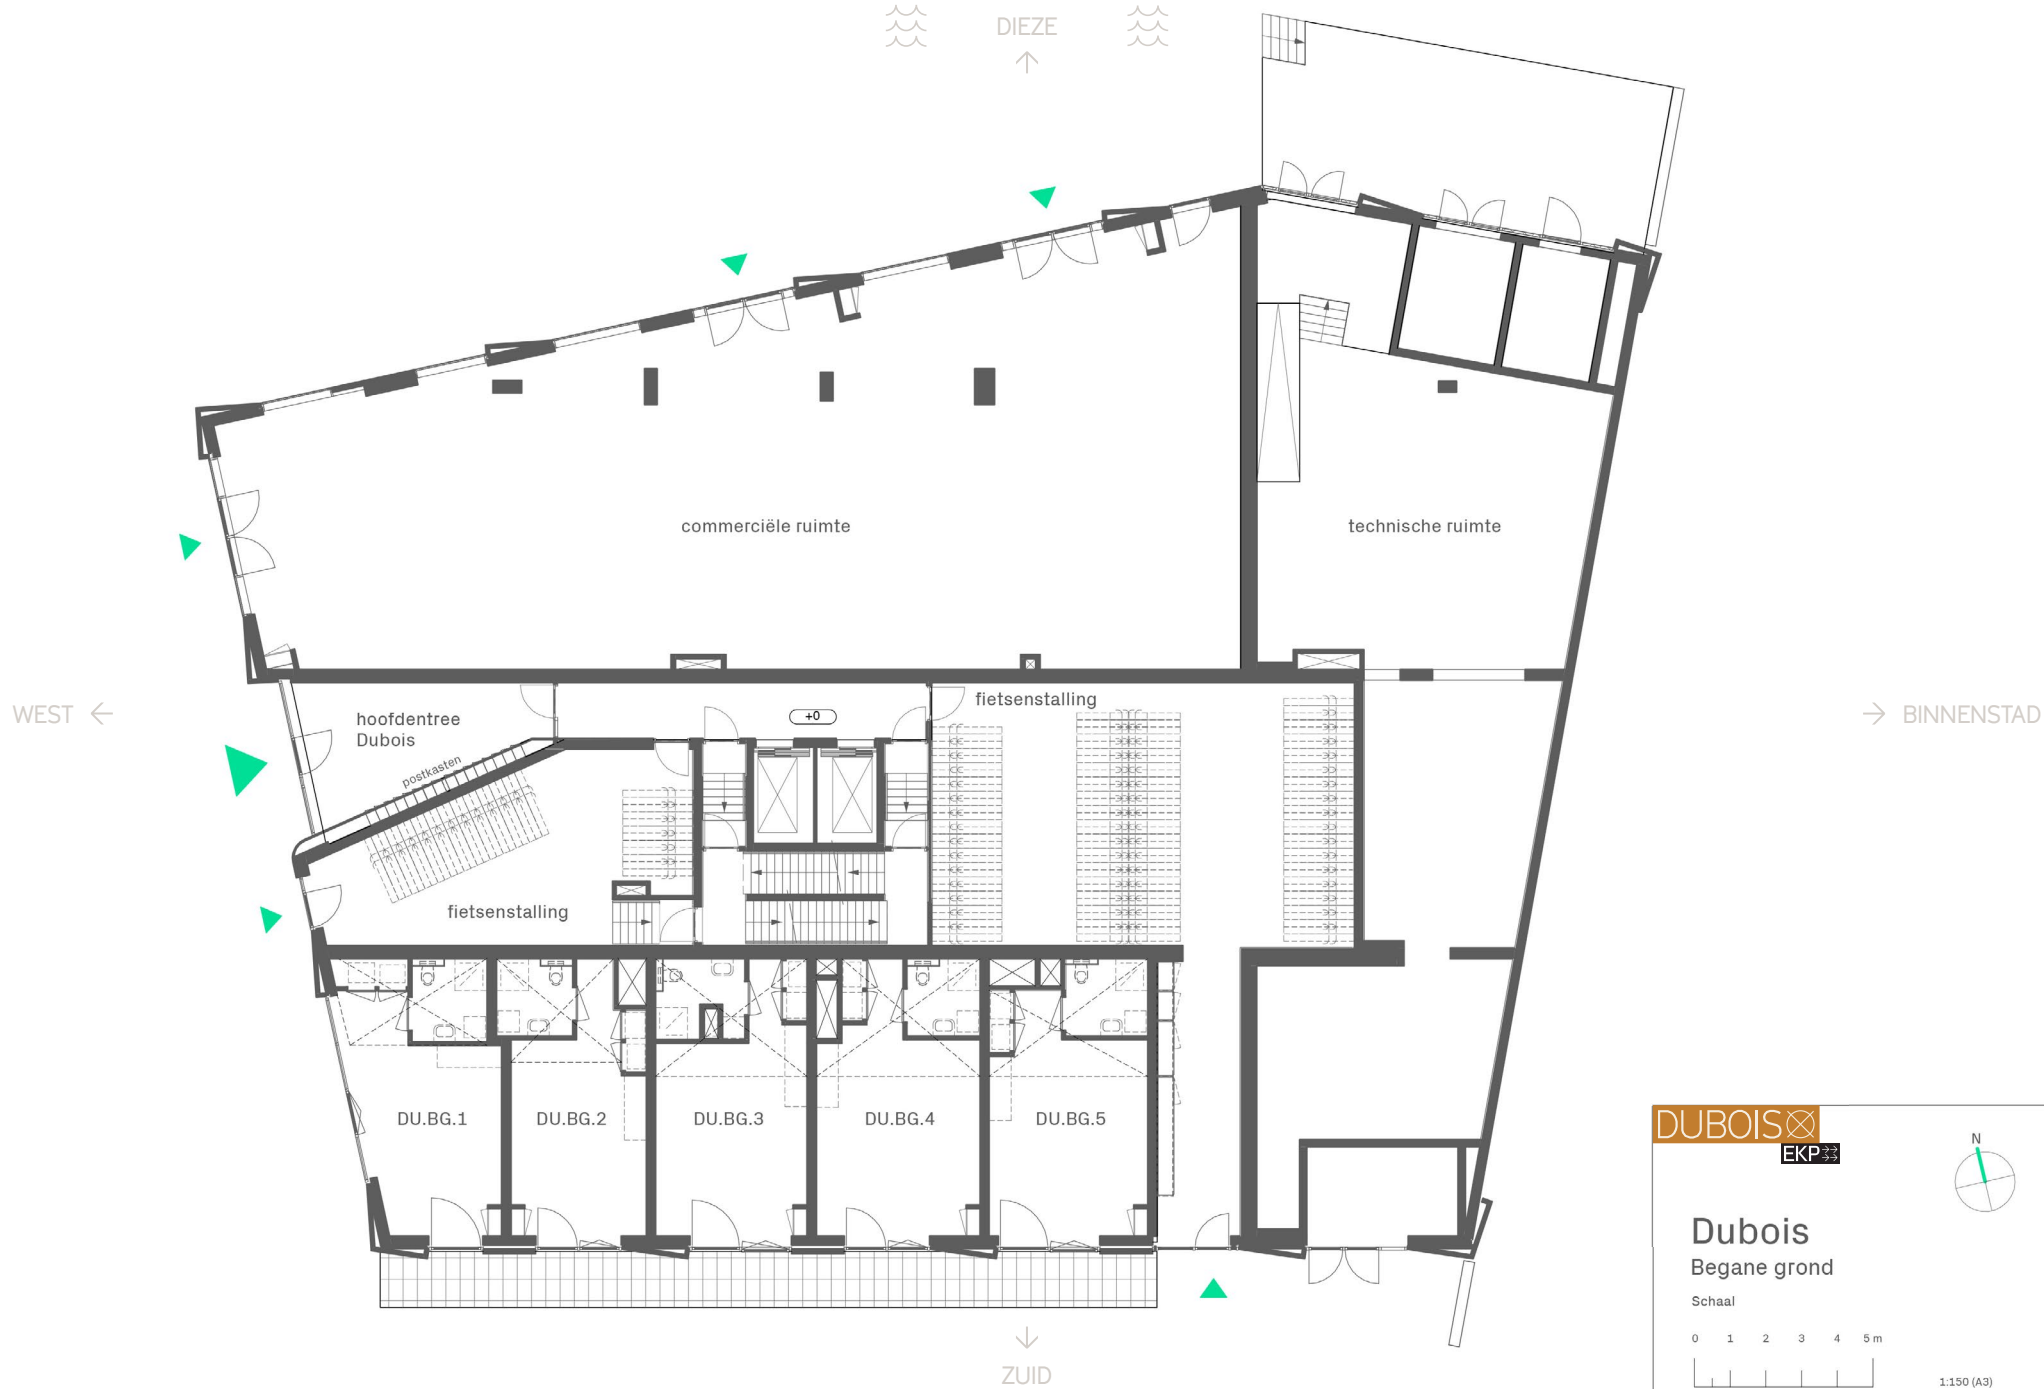 DIEZE
commerciële ruimte
technische ruimte
WEST
BINNENSTAD
hoofdentree
Dubois
postkasten
+0
fietsenstalling
fietsenstalling
DU.BG.1
DU.BG.2
DU.BG.3
DU.BG.4
DU.BG.5
ZUID
DUBOIS
EKP
N
Dubois
Begane grond
Schaal
0 1 2 3 4 5 m
1:150 (A3)